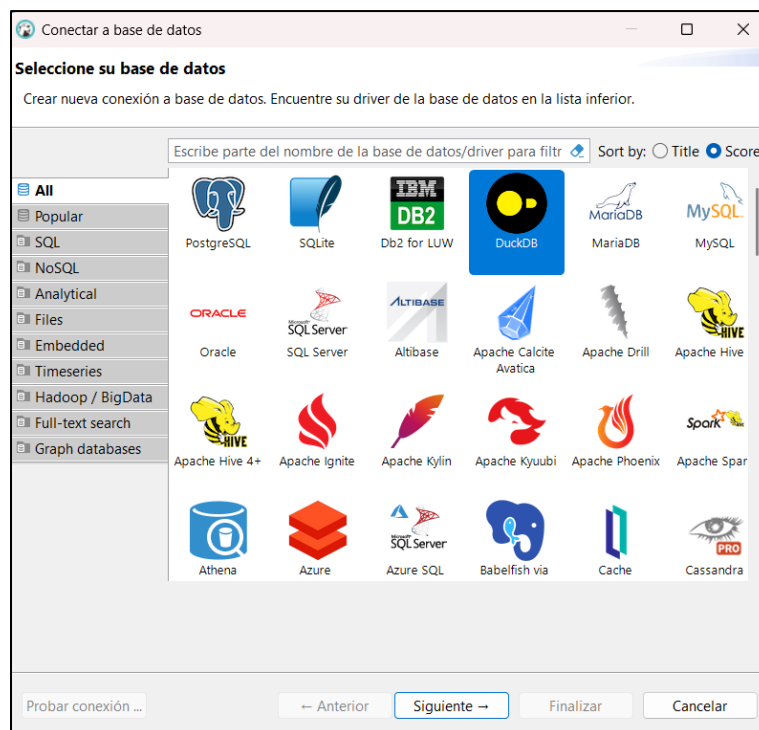 Conectar a base de datos
Seleccione su base de datos
Crear nueva conexión a base de datos. Encuentre su driver de la base de datos en la lista inferior.
Escribe parte del nombre de la base de datos/driver para filtr Sort by: Title Score
All
Popular
SQL
NoSQL
Analytical
Files
Embedded
Timeseries
Hadoop / BigData
Full-text search
Graph databases
IBM
DB2
MariaDB
MySQL
PostgreSQL SQLite Db2 for LUW DuckDB MariaDB MySQL
ORACLE
Microsoft
SQL Server
ALTIBASE
HIVE
Oracle SQL Server Altibase Apache Calcite Avatica Apache Drill Apache Hive
HIVE
Spark
Apache Hive 4+ Apache Ignite Apache Kylin Apache Kyuubi Apache Phoenix Apache Spar
Microsoft
SQL Server
PRO
Athena Azure Azure SQL Babelfish via Cache Cassandra
Probar conexión ... ← Anterior Siguiente → Finalizar Cancelar